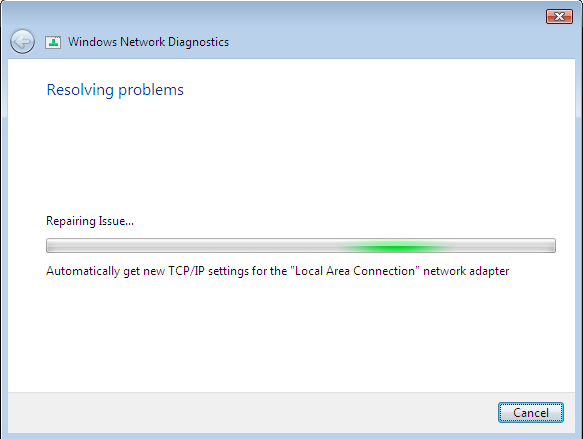 Windows Network Diagnostics
Resolving problems
Repairing Issue...
Automatically get new TCP/IP settings for the "Local Area Connection" network adapter
Cancel